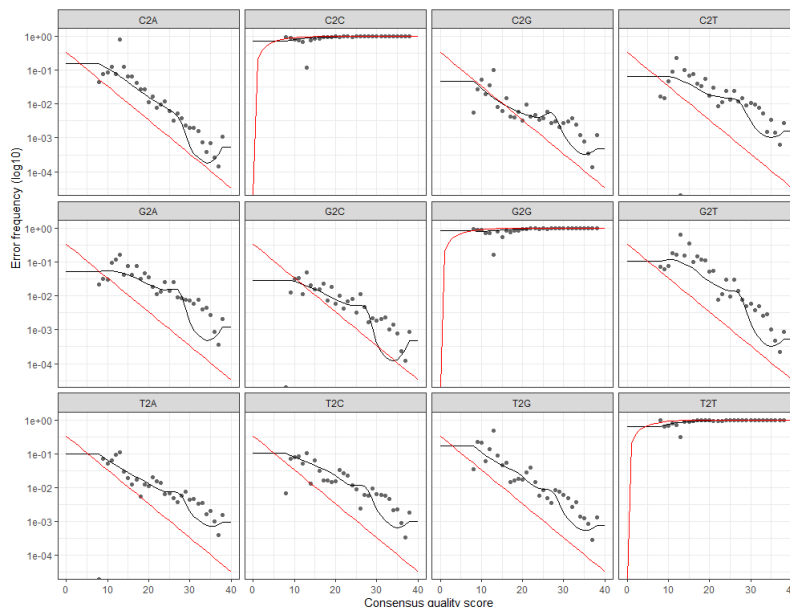 C2A C2C C2G C2T
1e+00
1e-01
1e-02
1e-03
1e-04
G2A G2C G2G G2T
1e+00
1e-01
1e-02
1e-03
1e-04
T2A T2C T2G T2T
1e+00
1e-01
1e-02
1e-03
1e-04
0 10 20 30 40 0 10 20 30 40 0 10 20 30 40 0 10 20 30 40
Error frequency (log10)
Consensus quality score